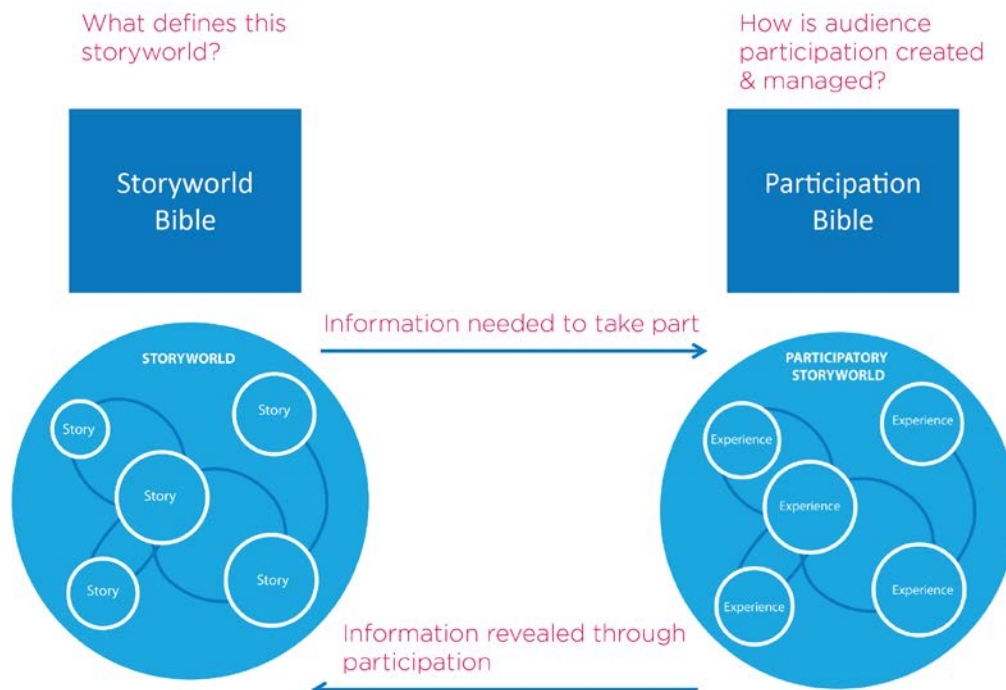 What defines this
storyworld?
How is audience
participation created
& managed?
Storyworld
Bible
Participation
Bible
Information needed to take part
STORYWORLD
Story
Story
Story
Story
Story
PARTICIPATORY
STORYWORLD
Experience
Experience
Experience
Experience
Experience
Information revealed through
participation